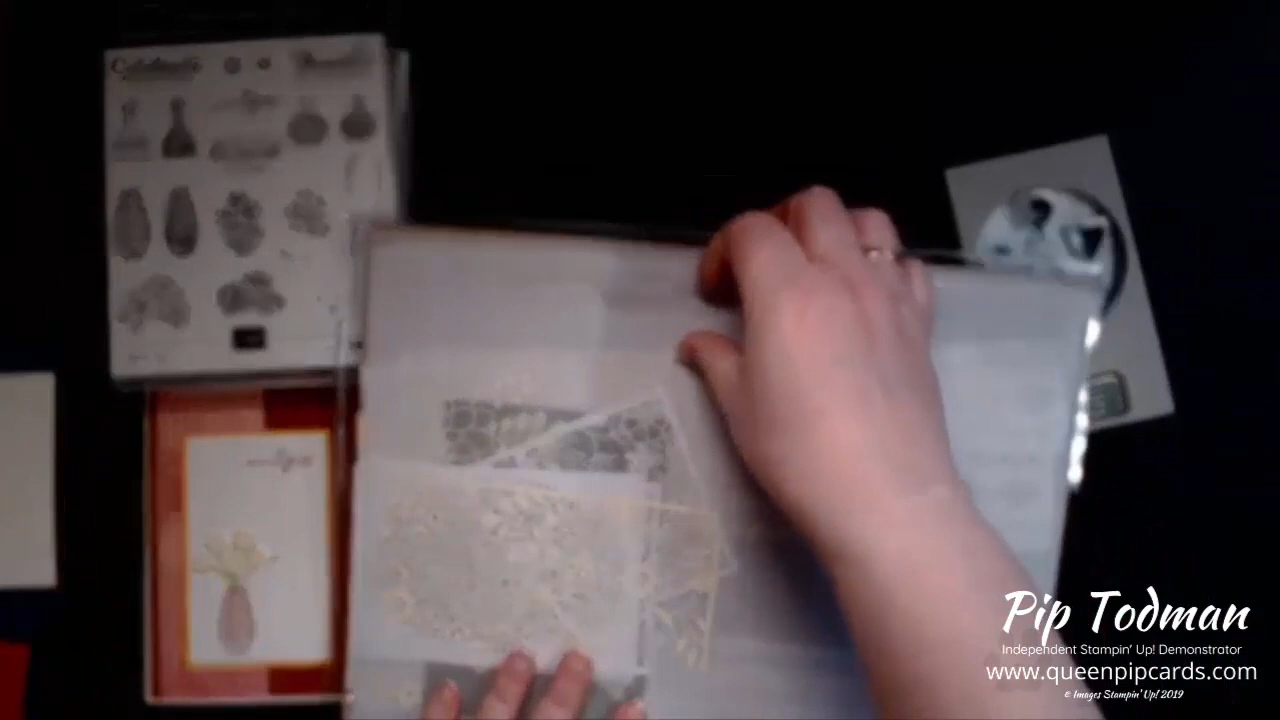 Pip Todman
Independent Stampin' Up! Demonstrator
www.queenpipcards.com
© Images Stampin' Up! 2019